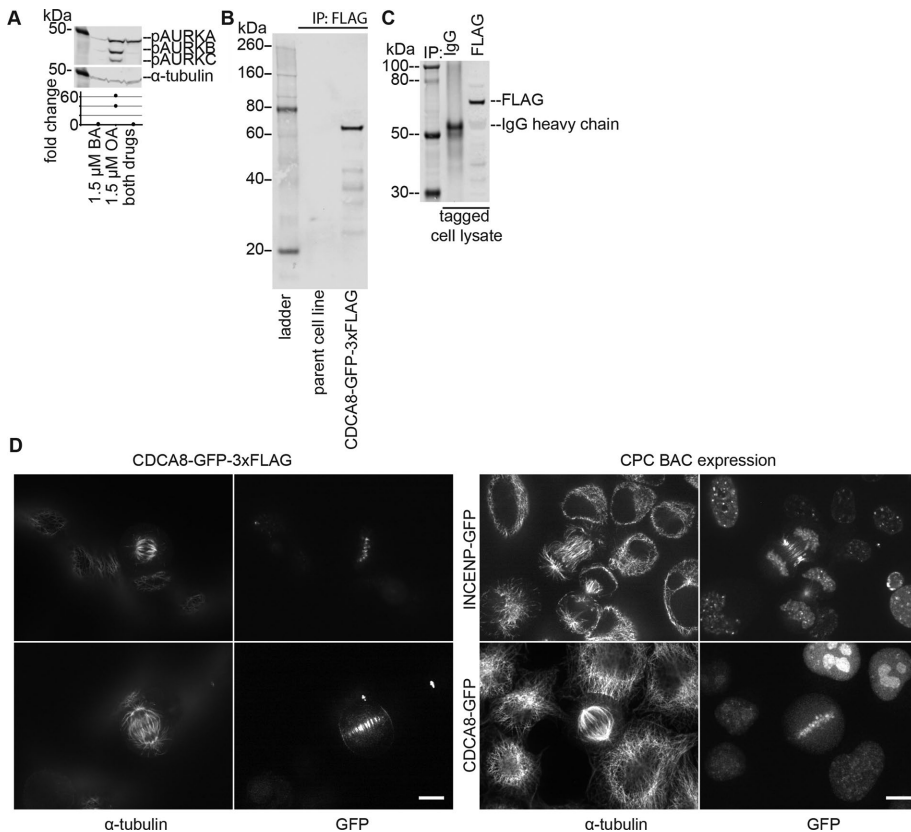 A
kDa
50-
--pAURKA
--pAURKB
--pAURKC
50-
--α-tubulin
60
0
fold change
1.5 µM BA
1.5 µM OA
both drugs
B
IP: FLAG
kDa
260-
160-
80-
60-
40-
20-
ladder
parent cell line
CDCA8-GFP-3xFLAG
C
kDa
IP:
IgG
FLAG
100--
80--
50--
30--
--FLAG
--IgG heavy chain
tagged
cell lysate
D
CDCA8-GFP-3xFLAG
CPC BAC expression
INCENP-GFP
CDCA8-GFP
α-tubulin
GFP
α-tubulin
GFP